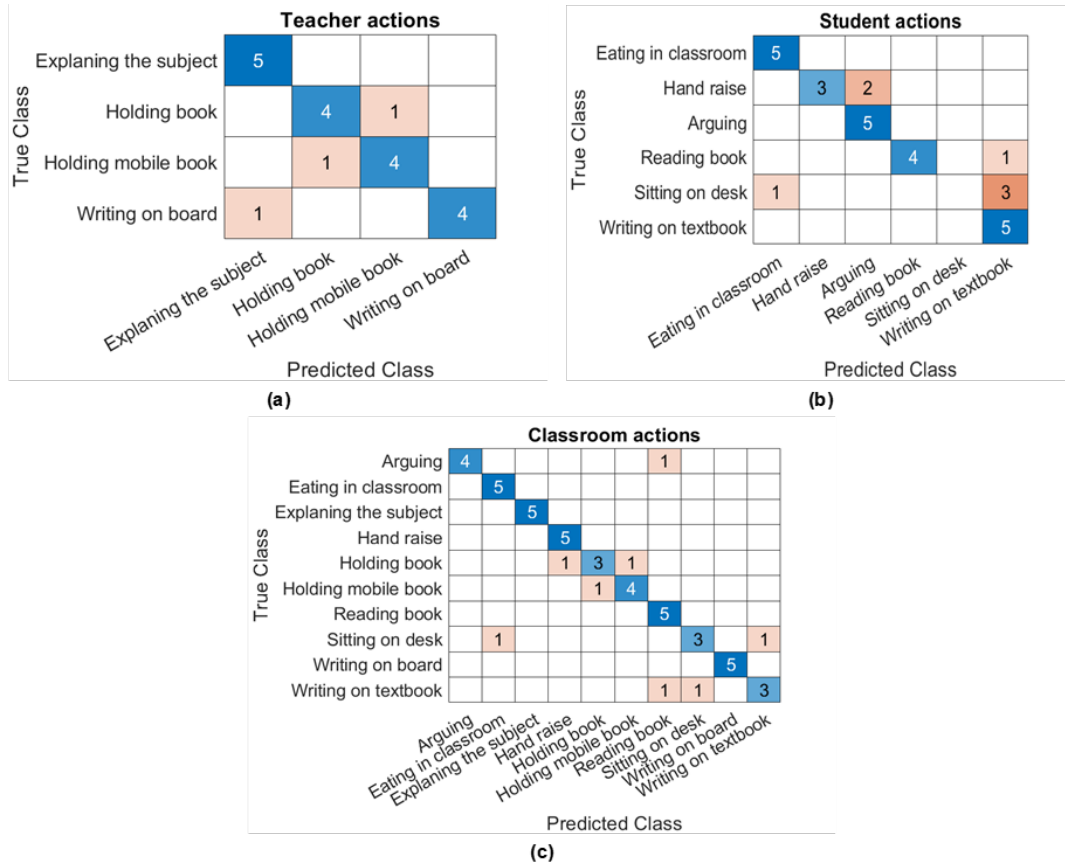 Teacher actions
True Class
Explaning the subject 5
Holding book 4 1
Holding mobile book 1 4
Writing on board 1 4
Explaning the subject
Holding book
Holding mobile book
Writing on board
Predicted Class
(a)
Student actions
True Class
Eating in classroom 5
Hand raise 3 2
Arguing 5
Reading book 4 1
Sitting on desk 1 3
Writing on textbook 5
Eating in classroom
Hand raise
Arguing
Reading book
Sitting on desk
Writing on textbook
Predicted Class
(b)
Classroom actions
True Class
Arguing 4 1
Eating in classroom 5
Explaning the subject 5
Hand raise 5
Holding book 1 3 1
Holding mobile book 1 4
Reading book 5
Sitting on desk 1 3 1
Writing on board 5
Writing on textbook 1 1 3
Arguing
Eating in classroom
Explaning the subject
Hand raise
Holding book
Holding mobile book
Reading book
Sitting on desk
Writing on board
Writing on textbook
Predicted Class
(c)